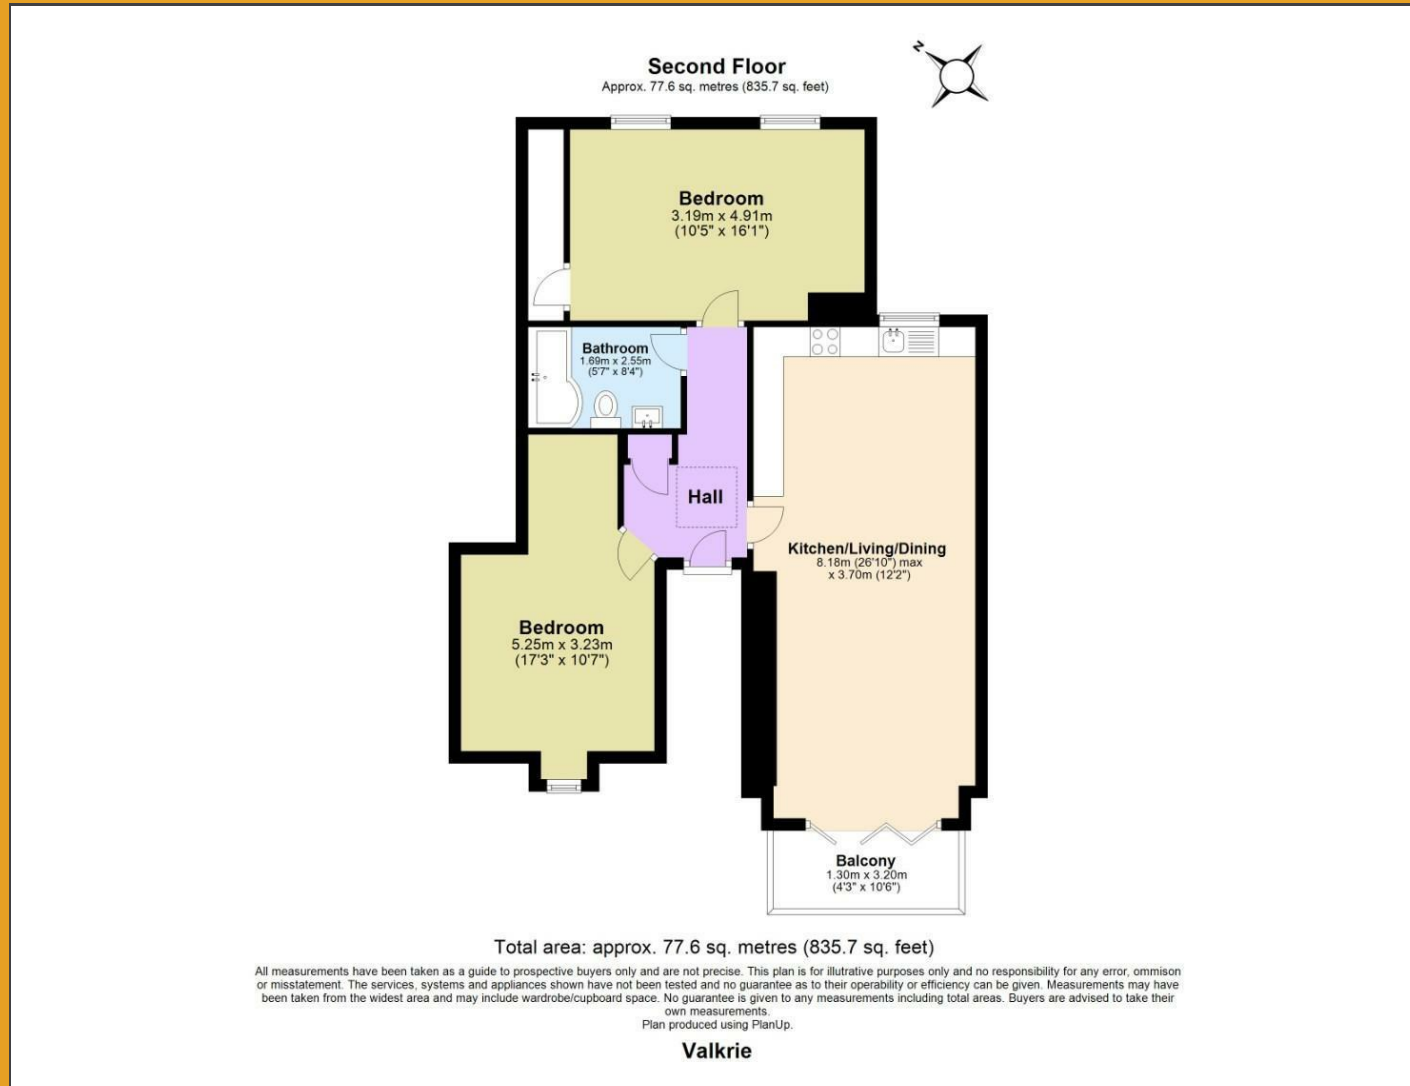 N
Second Floor
Approx. 77.6 sq. metres (835.7 sq. feet)
Bedroom
3.19m x 4.91m
(10'5" x 16'1")
Bathroom
1.69m x 2.55m
(5'7" x 8'4")
Hall
Kitchen/Living/Dining
8.18m (26'10") max
x 3.70m (12'2")
Bedroom
5.25m x 3.23m
(17'3" x 10'7")
Balcony
1.30m x 3.20m
(4'3" x 10'6")
Total area: approx. 77.6 sq. metres (835.7 sq. feet)
All measurements have been taken as a guide to prospective buyers only and are not precise. This plan is for illutrative purposes only and no responsibility for any error, ommison
or misstatement. The services, systems and appliances shown have not been tested and no guarantee as to their operability or efficiency can be given. Measurements may have
been taken from the widest area and may include wardrobe/cupboard space. No guarantee is given to any measurements including total areas. Buyers are advised to take their
own measurements.
Plan produced using PlanUp.
Valkrie